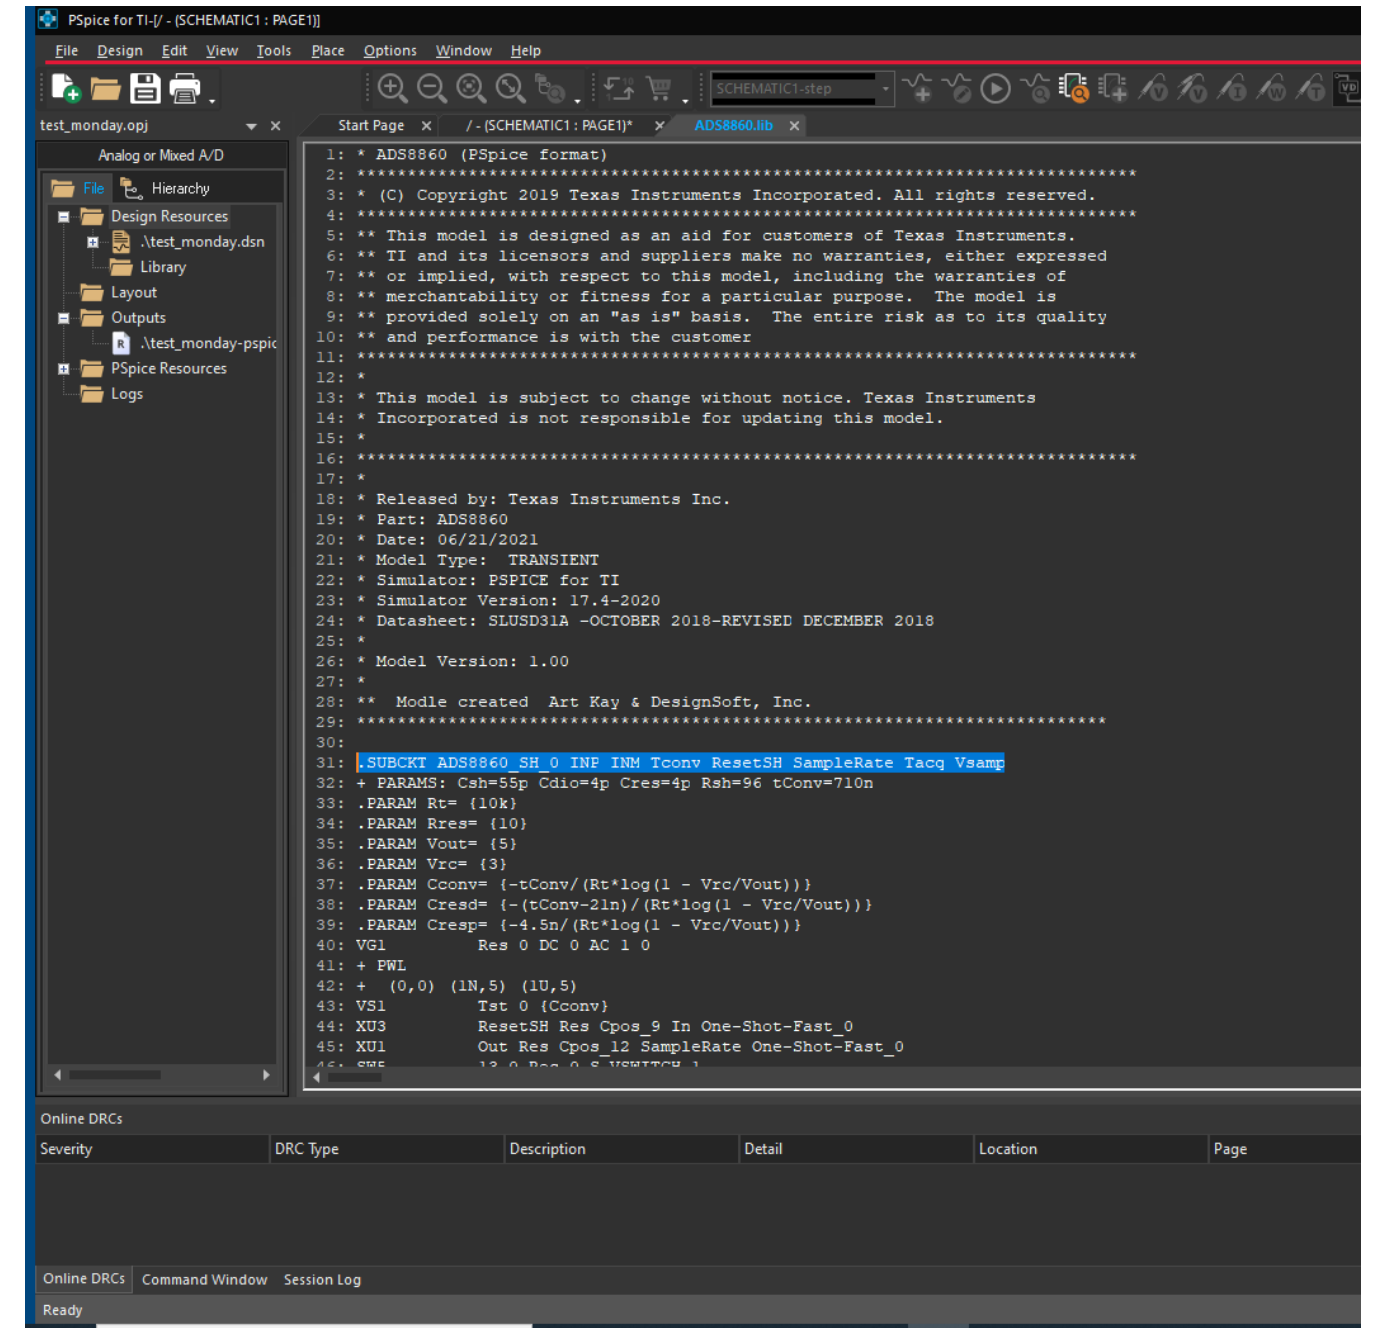 PSpice for TI-[/ - (SCHEMATIC1 : PAGE1)]
File Design Edit View Tools Place Options Window Help
SCHEMATIC1-step
test_monday.opj
Start Page
/ - (SCHEMATIC1 : PAGE1)*
ADS8860.lib
Analog or Mixed A/D
File Hierarchy
Design Resources
.\test_monday.dsn
Library
Layout
Outputs
.\test_monday-pspic
PSpice Resources
Logs
1: * ADS8860 (PSpice format)
2: ****************************************************************************
3: * (C) Copyright 2019 Texas Instruments Incorporated. All rights reserved.
4: ****************************************************************************
5: ** This model is designed as an aid for customers of Texas Instruments.
6: ** TI and its licensors and suppliers make no warranties, either expressed
7: ** or implied, with respect to this model, including the warranties of
8: ** merchantability or fitness for a particular purpose.  The model is
9: ** provided solely on an "as is" basis.  The entire risk as to its quality
10: ** and performance is with the customer
11: ****************************************************************************
12: *
13: * This model is subject to change without notice. Texas Instruments
14: * Incorporated is not responsible for updating this model.
15: *
16: ****************************************************************************
17: *
18: * Released by: Texas Instruments Inc.
19: * Part: ADS8860
20: * Date: 06/21/2021
21: * Model Type:  TRANSIENT
22: * Simulator: PSPICE for TI
23: * Simulator Version: 17.4-2020
24: * Datasheet: SLUSD31A -OCTOBER 2018-REVISED DECEMBER 2018
25: *
26: * Model Version: 1.00
27: *
28: **  Modle created  Art Kay & DesignSoft, Inc.
29: *************************************************************************
30:
31: .SUBCKT ADS8860_SH_0 INP INM Tconv ResetSH SampleRate Tacq Vsamp
32: + PARAMS: Csh=55p Cdio=4p Cres=4p Rsh=96 tConv=710n
33: .PARAM Rt= {10k}
34: .PARAM Rres= {10}
35: .PARAM Vout= {5}
36: .PARAM Vrc= {3}
37: .PARAM Cconv= {-tConv/(Rt*log(1 - Vrc/Vout))}
38: .PARAM Cresd= {-(tConv-21n)/(Rt*log(1 - Vrc/Vout))}
39: .PARAM Cresp= {-4.5n/(Rt*log(1 - Vrc/Vout))}
40: VG1 Res 0 DC 0 AC 1 0
41: + PWL
42: +  (0,0) (1N,5) (1U,5)
43: VS1 Tst 0 {Cconv}
44: XU3 ResetSH Res Cpos_9 In One-Shot-Fast_0
45: XU1 Out Res Cpos_12 SampleRate One-Shot-Fast_0
46: SW5 13 0 Res 0 S_VSWITCH_1
Online DRCs
Severity DRC Type Description Detail Location Page
Online DRCs Command Window Session Log
Ready